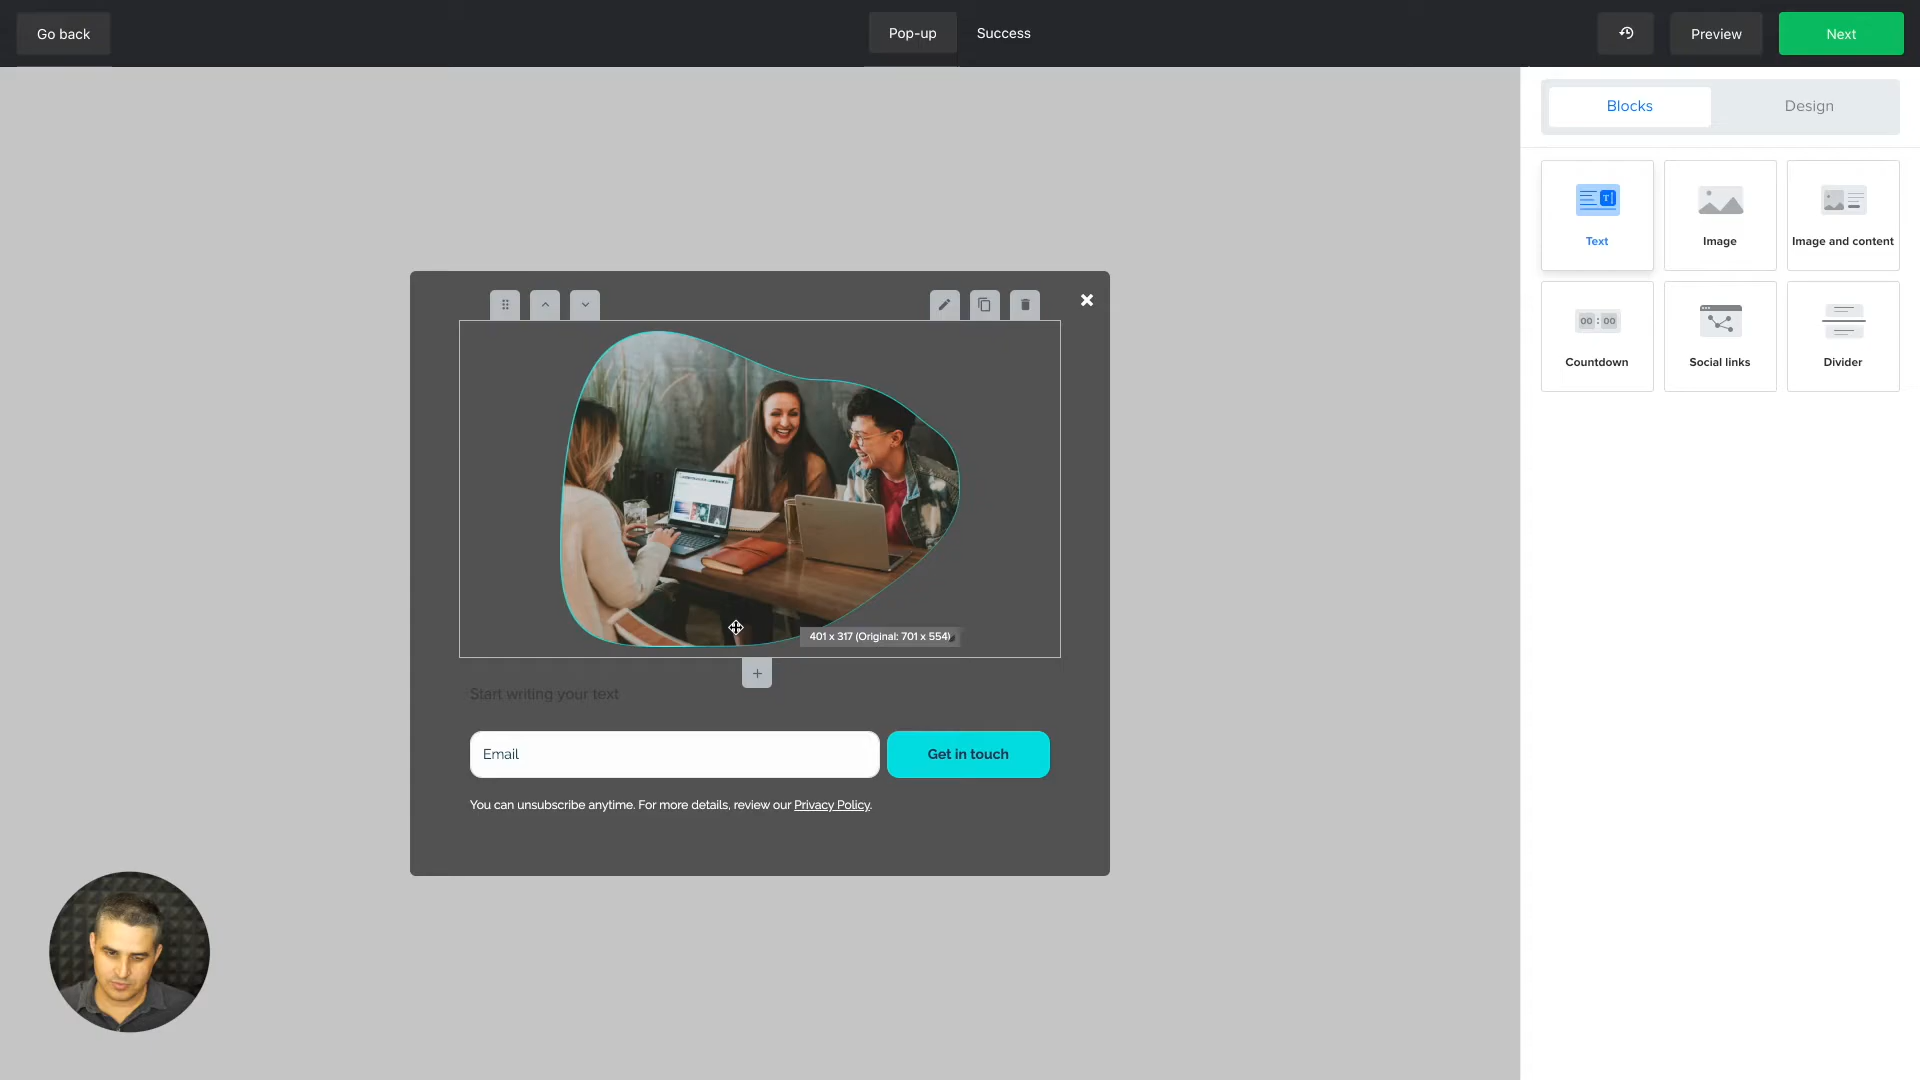 Go back
Pop-up
Success
Preview
Next
Blocks
Design
Text
Image
Image and content
00 : 00
Countdown
Social links
Divider
401 x 317 (Original: 701 x 554)
Start writing your text
Email
Get in touch
You can unsubscribe anytime. For more details, review our Privacy Policy.